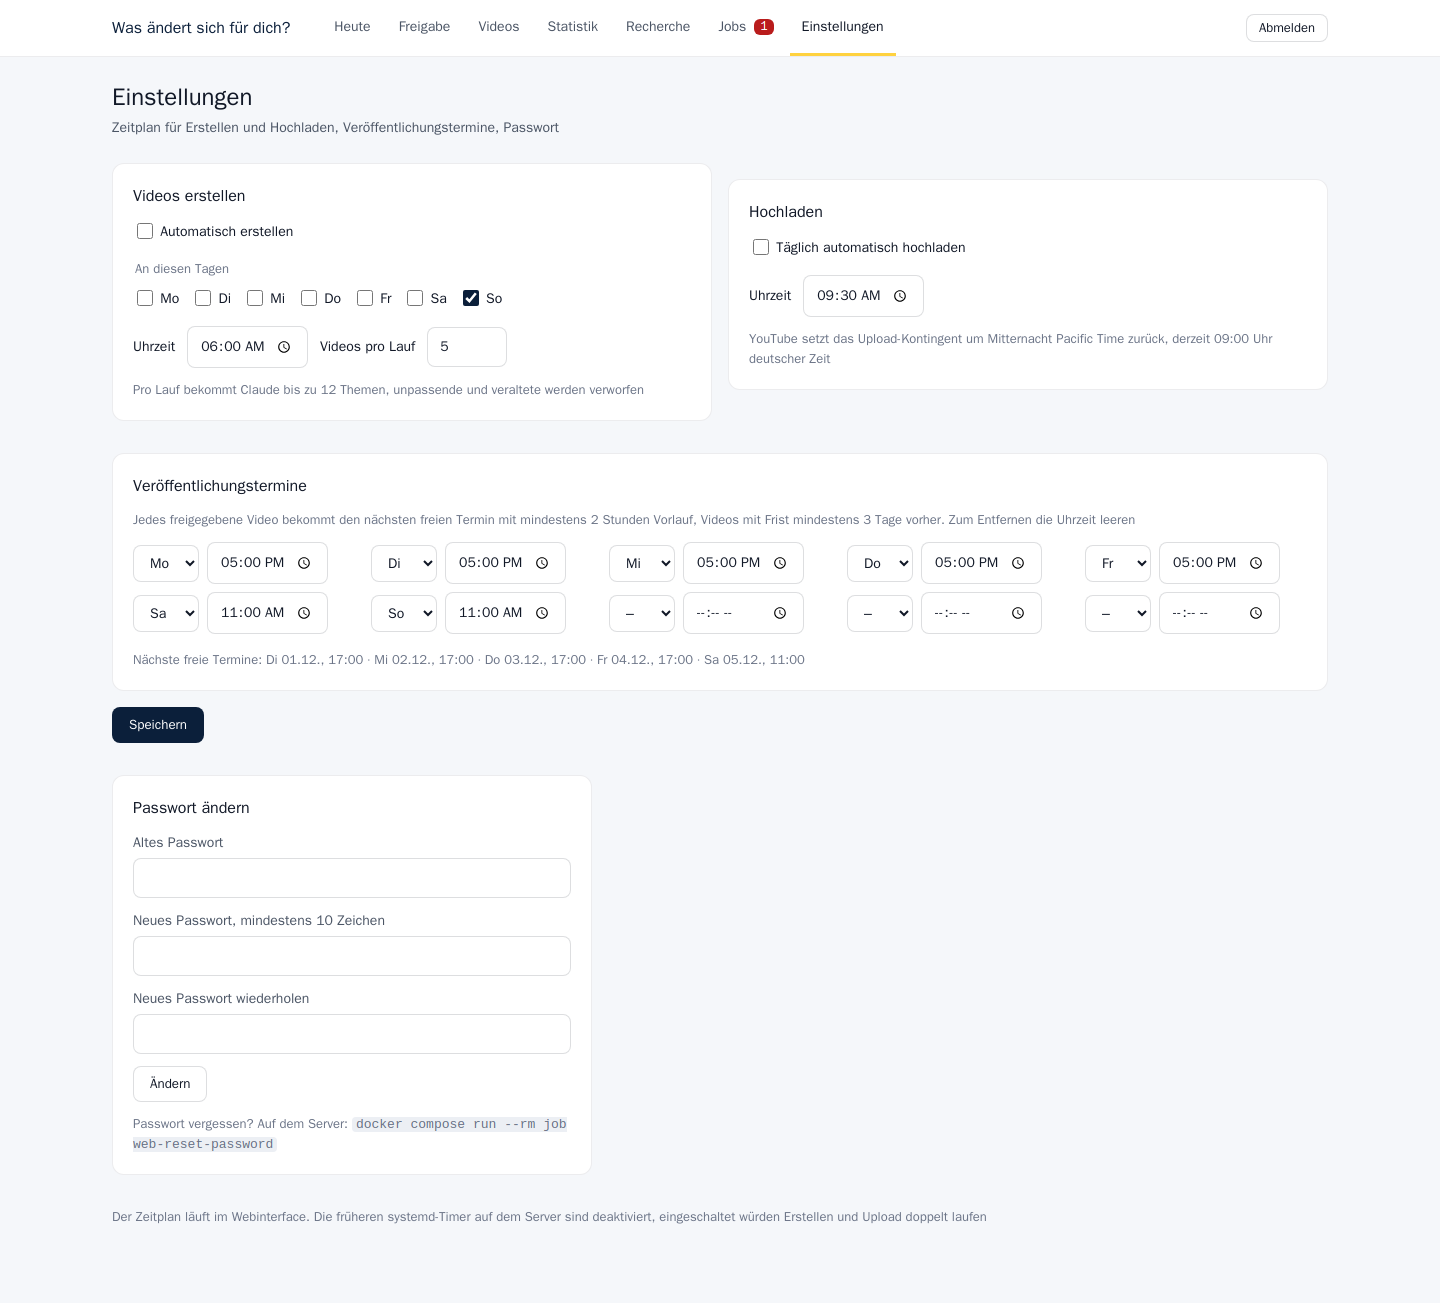 Was ändert sich für dich?
Heute
Freigabe
Videos
Statistik
Recherche
Jobs 1
Einstellungen
Abmelden
Einstellungen
Zeitplan für Erstellen und Hochladen, Veröffentlichungstermine, Passwort
Videos erstellen
Automatisch erstellen
An diesen Tagen
Mo Di Mi Do Fr Sa So
Uhrzeit 06:00 AM Videos pro Lauf 5
Pro Lauf bekommt Claude bis zu 12 Themen, unpassende und veraltete werden verworfen
Hochladen
Täglich automatisch hochladen
Uhrzeit 09:30 AM
YouTube setzt das Upload-Kontingent um Mitternacht Pacific Time zurück, derzeit 09:00 Uhr
deutscher Zeit
Veröffentlichungstermine
Jedes freigegebene Video bekommt den nächsten freien Termin mit mindestens 2 Stunden Vorlauf, Videos mit Frist mindestens 3 Tage vorher. Zum Entfernen die Uhrzeit leeren
Mo 05:00 PM Di 05:00 PM Mi 05:00 PM Do 05:00 PM Fr 05:00 PM
Sa 11:00 AM So 11:00 AM – --:-- -- – --:-- -- – --:-- --
Nächste freie Termine: Di 01.12., 17:00 · Mi 02.12., 17:00 · Do 03.12., 17:00 · Fr 04.12., 17:00 · Sa 05.12., 11:00
Speichern
Passwort ändern
Altes Passwort
Neues Passwort, mindestens 10 Zeichen
Neues Passwort wiederholen
Ändern
Passwort vergessen? Auf dem Server: docker compose run --rm job
web-reset-password
Der Zeitplan läuft im Webinterface. Die früheren systemd-Timer auf dem Server sind deaktiviert, eingeschaltet würden Erstellen und Upload doppelt laufen